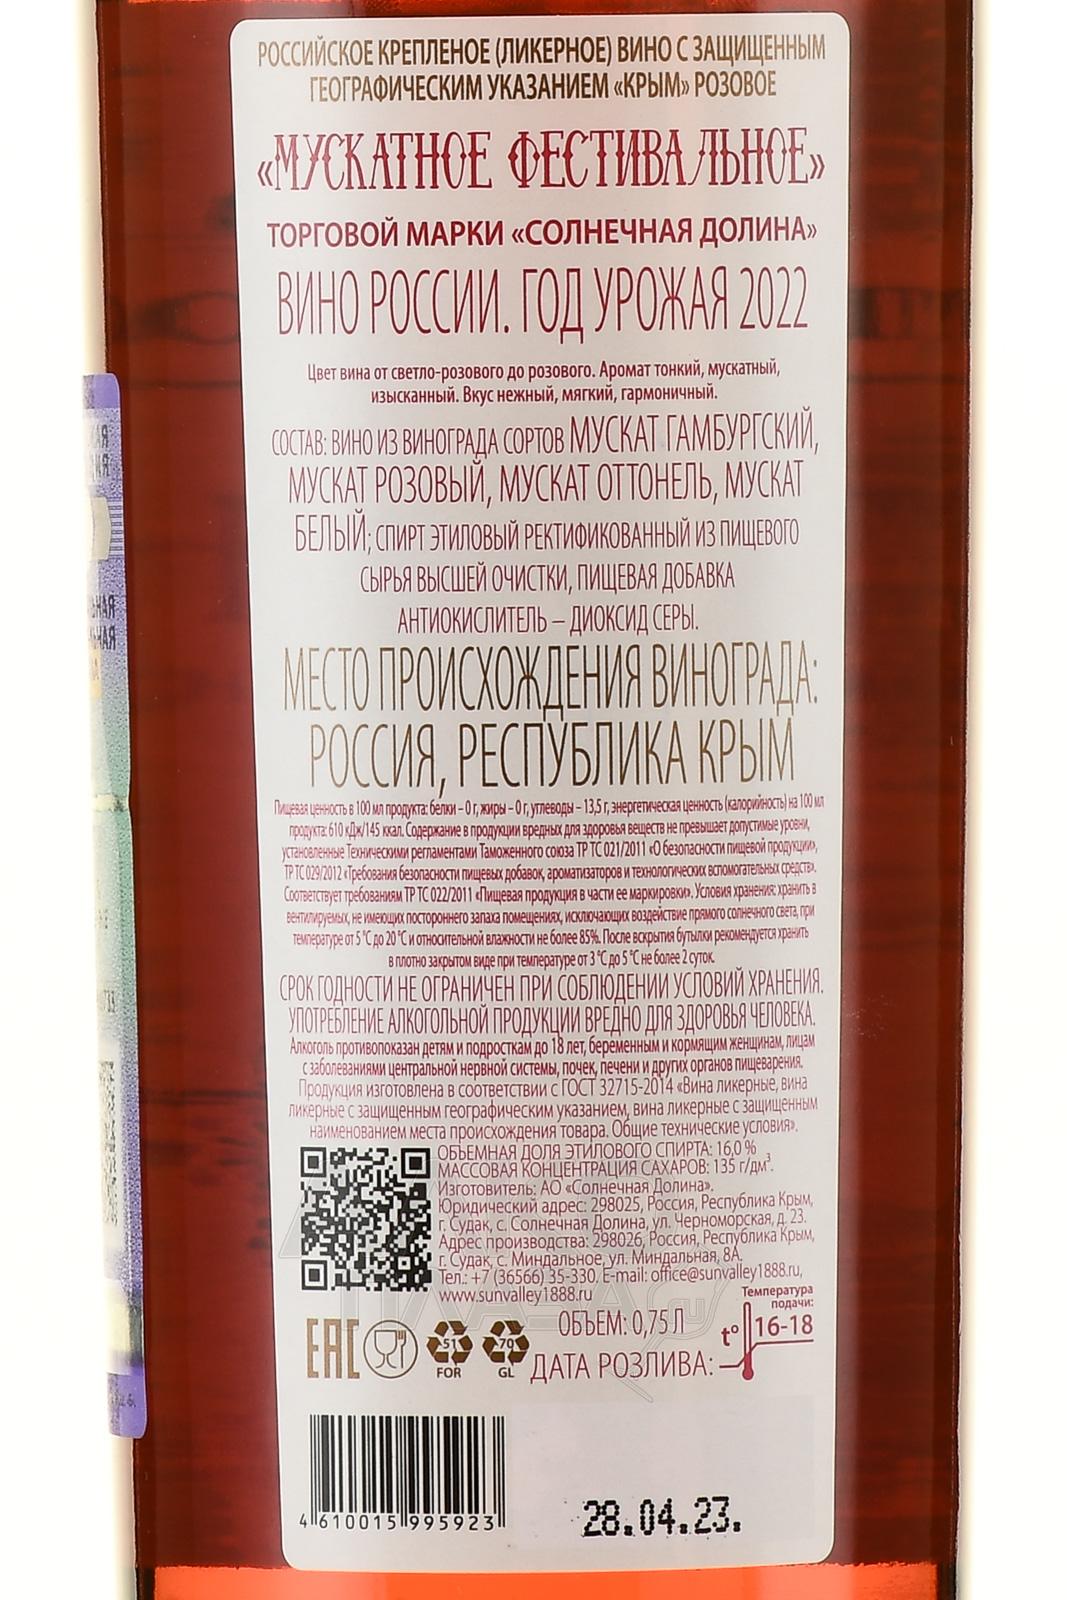 РОССИЙСКОЕ КРЕПЛЕНОЕ (ЛИКЕРНОЕ) ВИНО С ЗАЩИЩЕННЫМ
ГЕОГРАФИЧЕСКИМ УКАЗАНИЕМ «КРЫМ» РОЗОВОЕ
«МУСКАТНОЕ ФЕСТИВАЛЬНОЕ»
ТОРГОВОЙ МАРКИ «СОЛНЕЧНАЯ ДОЛИНА»
ВИНО РОССИИ. ГОД УРОЖАЯ 2022
Цвет вина от светло-розового до розового. Аромат тонкий, мускатный,
изысканный. Вкус нежный, мягкий, гармоничный.
СОСТАВ: ВИНО ИЗ ВИНОГРАДА СОРТОВ МУСКАТ ГАМБУРГСКИЙ,
МУСКАТ РОЗОВЫЙ, МУСКАТ ОТТОНЕЛЬ, МУСКАТ
БЕЛЫЙ; СПИРТ ЭТИЛОВЫЙ РЕКТИФИКОВАННЫЙ ИЗ ПИЩЕВОГО
СЫРЬЯ ВЫСШЕЙ ОЧИСТКИ, ПИЩЕВАЯ ДОБАВКА
АНТИОКИСЛИТЕЛЬ – ДИОКСИД СЕРЫ.
МЕСТО ПРОИСХОЖДЕНИЯ ВИНОГРАДА:
РОССИЯ, РЕСПУБЛИКА КРЫМ
Пищевая ценность в 100 мл продукта: белки – 0 г, жиры – 0 г, углеводы – 13,5 г, энергетическая ценность (калорийность) на 100 мл
продукта: 610 кДж/145 ккал. Содержание в продукции вредных для здоровья веществ не превышает допустимые уровни,
установленные Техническими регламентами Таможенного союза ТР ТС 021/2011 «О безопасности пищевой продукции»,
ТР ТС 029/2012 «Требования безопасности пищевых добавок, ароматизаторов и технологических вспомогательных средств».
Соответствует требованиям ТР ТС 022/2011 «Пищевая продукция в части ее маркировки». Условия хранения: хранить в
вентилируемых, не имеющих постороннего запаха помещениях, исключающих воздействие прямого солнечного света, при
температуре от 5 °С до 20 °С и относительной влажности не более 85%. После вскрытия бутылки рекомендуется хранить
в плотно закрытом виде при температуре от 3 °С до 5 °С не более 2 суток.
СРОК ГОДНОСТИ НЕ ОГРАНИЧЕН ПРИ СОБЛЮДЕНИИ УСЛОВИЙ ХРАНЕНИЯ.
УПОТРЕБЛЕНИЕ АЛКОГОЛЬНОЙ ПРОДУКЦИИ ВРЕДНО ДЛЯ ЗДОРОВЬЯ ЧЕЛОВЕКА.
Алкоголь противопоказан детям и подросткам до 18 лет, беременным и кормящим женщинам, лицам
с заболеваниями центральной нервной системы, почек, печени и других органов пищеварения.
Продукция изготовлена в соответствии с ГОСТ 32715-2014 «Вина ликерные, вина
ликерные с защищенным географическим указанием, вина ликерные с защищенным
наименованием места происхождения товара. Общие технические условия».
ОБЪЕМНАЯ ДОЛЯ ЭТИЛОВОГО СПИРТА: 16,0 %
МАССОВАЯ КОНЦЕНТРАЦИЯ САХАРОВ: 135 г/дм³.
Изготовитель: АО «Солнечная Долина».
Юридический адрес: 298025, Россия, Республика Крым,
г. Судак, с. Солнечная Долина, ул. Черноморская, д. 23.
Адрес производства: 298026, Россия, Республика Крым,
г. Судак, с. Миндальное, ул. Миндальная, 8А.
Тел.: +7 (36566) 35-330, E-mail: office@sunvalley1888.ru,
www.sunvalley1888.ru
Температура
подачи:
t° 16-18
ОБЪЕМ: 0,75 Л
ДАТА РОЗЛИВА:
EAC
51
FOR
70
GL
4 610015 995923
28.04.23.